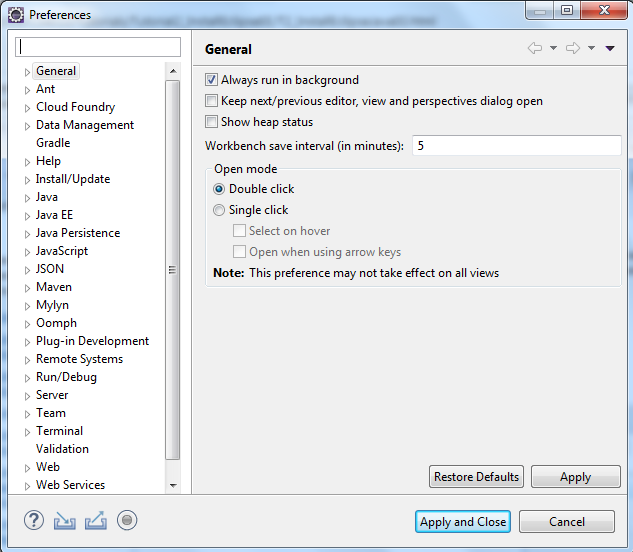 Preferences
General
Ant
Cloud Foundry
Data Management
Gradle
Help
Install/Update
Java
Java EE
Java Persistence
JavaScript
JSON
Maven
Mylyn
Oomph
Plug-in Development
Remote Systems
Run/Debug
Server
Team
Terminal
Validation
Web
Web Services
General
Always run in background
Keep next/previous editor, view and perspectives dialog open
Show heap status
Workbench save interval (in minutes): 5
Open mode
Double click
Single click
Select on hover
Open when using arrow keys
Note: This preference may not take effect on all views
Restore Defaults Apply
Apply and Close Cancel